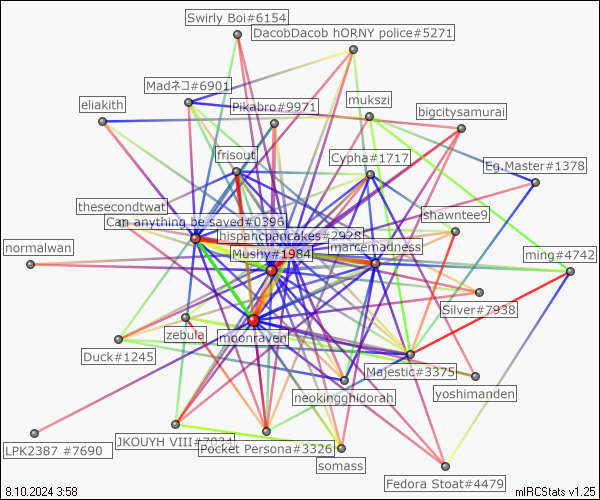 Swirly Boi#6154
DacobDacob hORNY police#5271
Madネコ#6901
eliakith
Pikabro#9971
mukszi
bigcitysamurai
frisout
Cypha#1717
Eg.Master#1378
thesecondtwat
shawntee9
Can anything be saved#0396
hispanicpancakes#2928
normalwan
Mushy#1984
marcemadness
ming#4742
Silver#7938
zebula
moonraven
Duck#1245
Majestic#3375
yoshimanden
neokingghidorah
LPK2387 #7690
JKOUYH VIII#7034
Pocket Persona#3326
somass
Fedora Stoat#4479
8.10.2024 3:58
mIRCStats v1.25